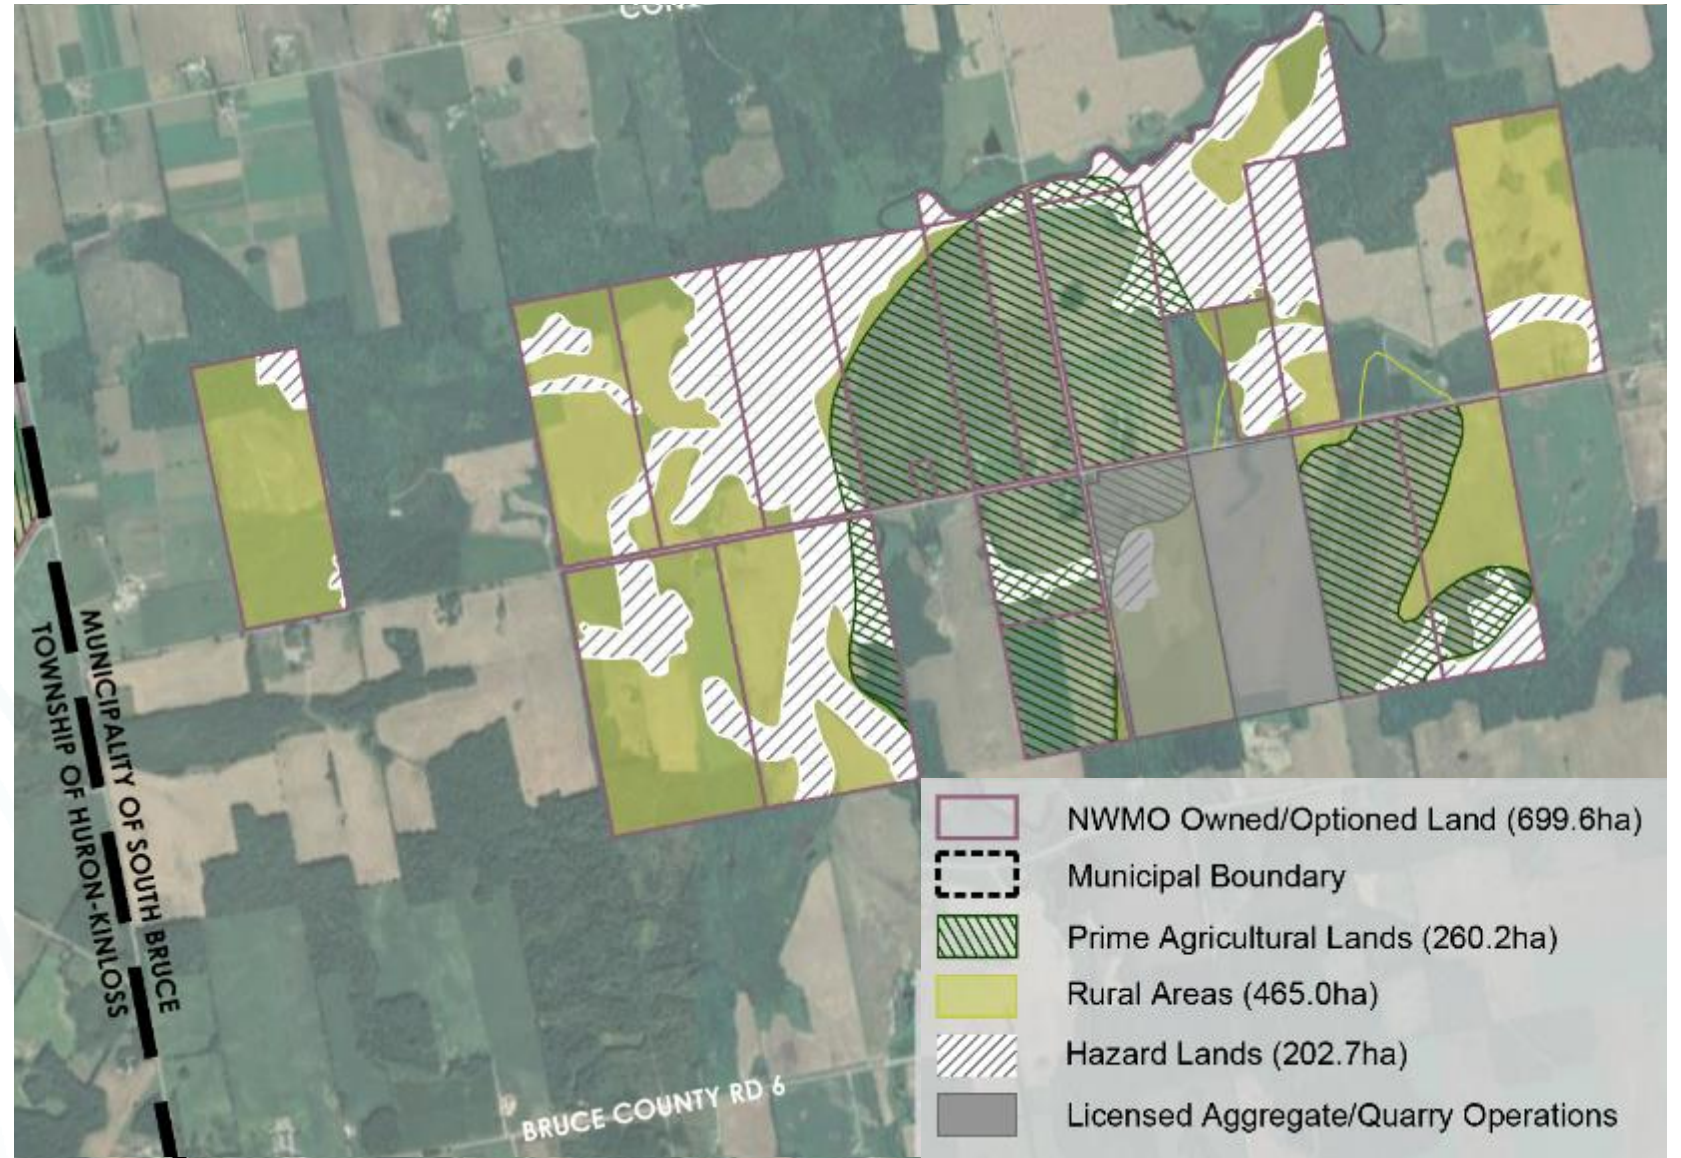 MUNICIPALITY OF SOUTH BRUCE
TOWNSHIP OF HURON-KINLOSS
NWMO Owned/Optioned Land (699.6ha)
Municipal Boundary
Prime Agricultural Lands (260.2ha)
Rural Areas (465.0ha)
Hazard Lands (202.7ha)
Licensed Aggregate/Quarry Operations
BRUCE COUNTY RD 6